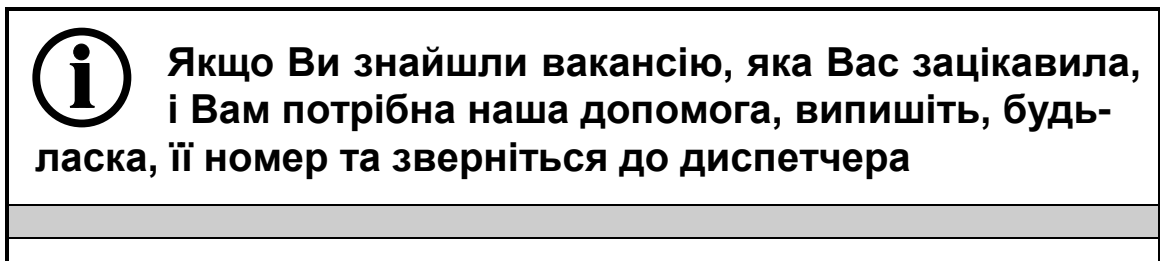 Якщо Ви знайшли вакансію, яка Вас зацікавила,
і Вам потрібна наша допомога, випишіть, будь-
ласка, її номер та зверніться до диспетчера